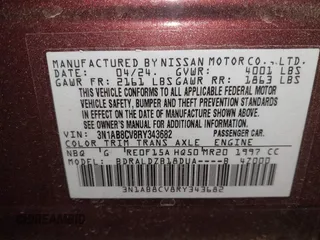 MANUFACTURED BY NISSAN MOTOR CO., LTD.
DATE: 04/24. GVWR: 4001 LBS
GAWR FR: 2161 LBS GAWR RR: 1863 LBS
THIS VEHICLE CONFORMS TO ALL APPLICABLE FEDERAL MOTOR
VEHICLE SAFETY, BUMPER AND THEFT PREVENTION STANDARDS
IN EFFECT ON THE DATE OF MANUFACTURE SHOWN ABOVE.
See OWNER'S MANUAL for additional information.
VIN: 3N1AB8CV8RY343682 PASSENGER CAR.
COLOR TRIM TRANS AXLE ENGINE
NBQ G RE0F15A HQ50 MR20 1997 CC
MODEL: BDRALDZB18DUA----B 47000
3N1AB8CV8RY343682